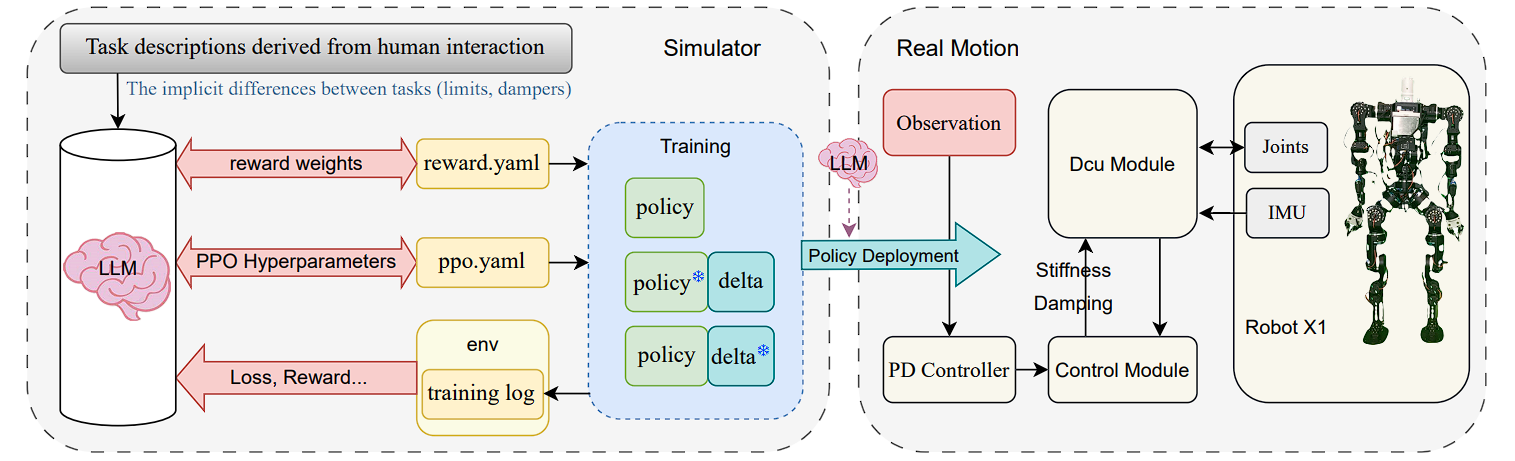 Task descriptions derived from human interaction
Simulator
The implicit differences between tasks (limits, dampers)
LLM
reward weights
reward.yaml
PPO Hyperparameters
ppo.yaml
Loss, Reward...
env
training log
Training
policy
policy
delta
policy
delta
LLM
Policy Deployment
Real Motion
Observation
PD Controller
Stiffness
Damping
Control Module
Dcu Module
Joints
IMU
Robot X1